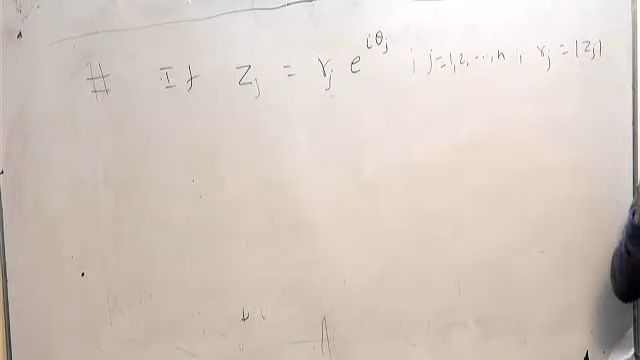 # If z_j = r_j e^{iθ_j} ; j=1,2,...,n ; r_j = |z_j|